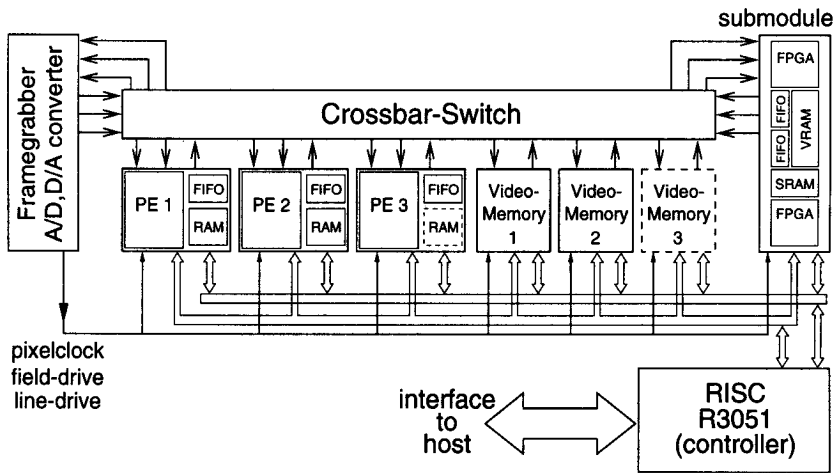 submodule
Framegrabber
A/D,D/A converter
Crossbar-Switch
FPGA
FIFO
FIFO
VRAM
SRAM
FPGA
PE 1
FIFO
RAM
PE 2
FIFO
RAM
PE 3
FIFO
RAM
Video-
Memory
1
Video-
Memory
2
Video-
Memory
3
pixelclock
field-drive
line-drive
interface
to
host
RISC
R3051
(controller)